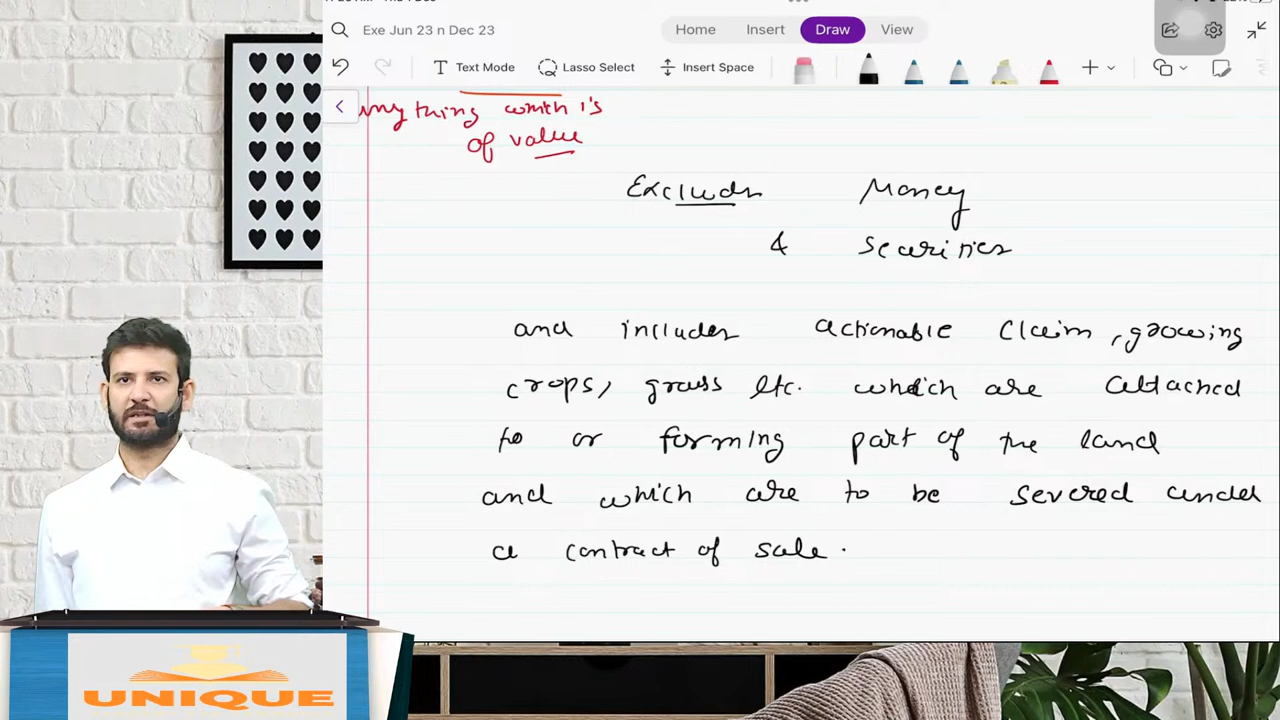 Exe Jun 23 n Dec 23
Home Insert Draw View
Text Mode Lasso Select Insert Space
anything which is
of value
Excludes Money
& Securities
and includes actionable claim, growing
crops, grass etc. which are attached
to or forming part of the land
and which are to be severed under
a contract of sale.
UNIQUE